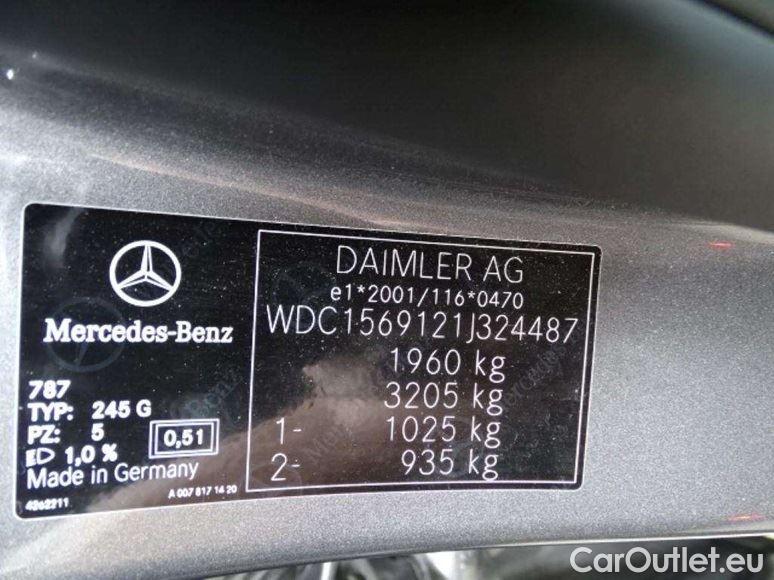 Mercedes-Benz
787
TYP: 245 G
PZ: 5
1,0 %
0,51
Made in Germany
A 007 817 14 20
DAIMLER AG
e1*2001/116*0470
WDC1569121J324487
1960 kg
3205 kg
1- 1025 kg
2- 935 kg
CarOutlet.eu